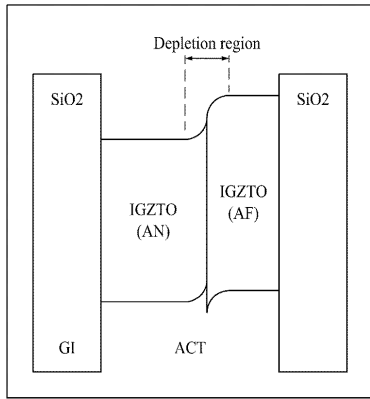 Depletion region
SiO2
SiO2
IGZTO
(AN)
IGZTO
(AF)
GI
ACT